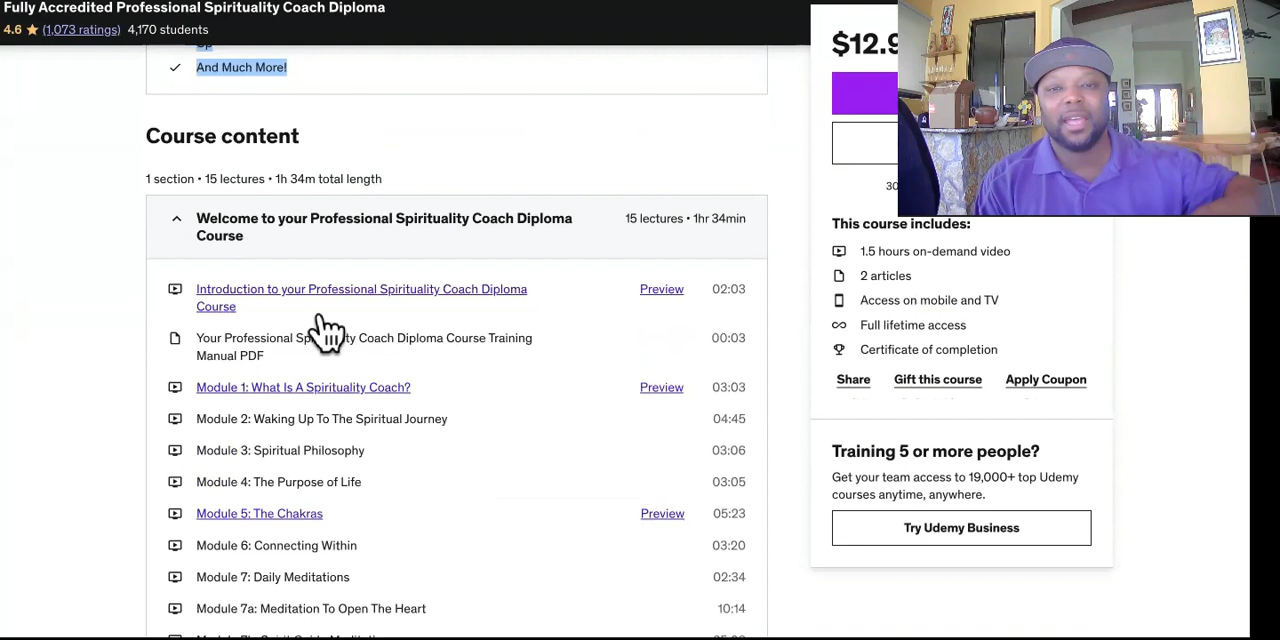 Fully Accredited Professional Spirituality Coach Diploma
4.6 ★ (1,073 ratings) 4,170 students
And Much More!
Course content
1 section • 15 lectures • 1h 34m total length
Welcome to your Professional Spirituality Coach Diploma
Course
15 lectures • 1hr 34min
Introduction to your Professional Spirituality Coach Diploma
Course
Preview 02:03
Your Professional Coach Diploma Course Training
Manual PDF
00:03
Module 1: What Is A Spirituality Coach? Preview 03:03
Module 2: Waking Up To The Spiritual Journey 04:45
Module 3: Spiritual Philosophy 03:06
Module 4: The Purpose of Life 03:05
Module 5: The Chakras Preview 05:23
Module 6: Connecting Within 03:20
Module 7: Daily Meditations 02:34
Module 7a: Meditation To Open The Heart 10:14
$12.9
30
This course includes:
1.5 hours on-demand video
2 articles
Access on mobile and TV
Full lifetime access
Certificate of completion
Share Gift this course Apply Coupon
Training 5 or more people?
Get your team access to 19,000+ top Udemy
courses anytime, anywhere.
Try Udemy Business